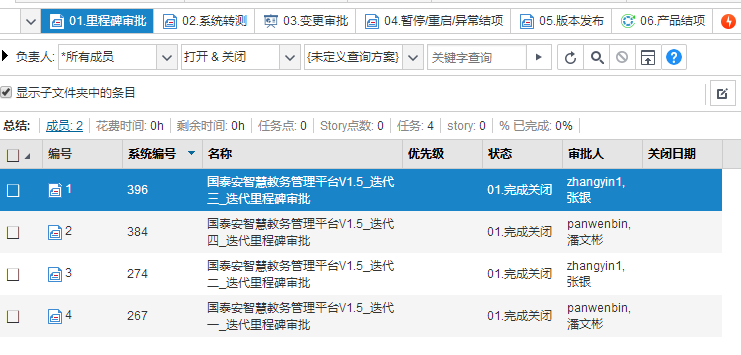 01.里程碑审批 02.系统转测 03.变更审批 04.暂停/重启/异常结项 05.版本发布 06.产品结项
负责人: *所有成员 打开 & 关闭 {未定义查询方案} 关键字查询
显示子文件夹中的条目
总结: 成员: 2 花费时间: 0h 剩余时间: 0h 任务点: 0 Story点数: 0 任务: 4 story: 0 % 已完成: 0%
编号 系统编号 名称 优先级 状态 审批人 关闭日期
1 396 国泰安智慧教务管理平台V1.5_迭代 01.完成关闭 zhangyin1,
三_迭代里程碑审批 张银
2 384 国泰安智慧教务管理平台V1.5_迭代 01.完成关闭 panwenbin,
四_迭代里程碑审批 潘文彬
3 274 国泰安智慧教务管理平台V1.5_迭代 01.完成关闭 zhangyin1,
二_迭代里程碑审批 张银
4 267 国泰安智慧教务管理平台V1.5_迭代 01.完成关闭 panwenbin,
一_迭代里程碑审批 潘文彬